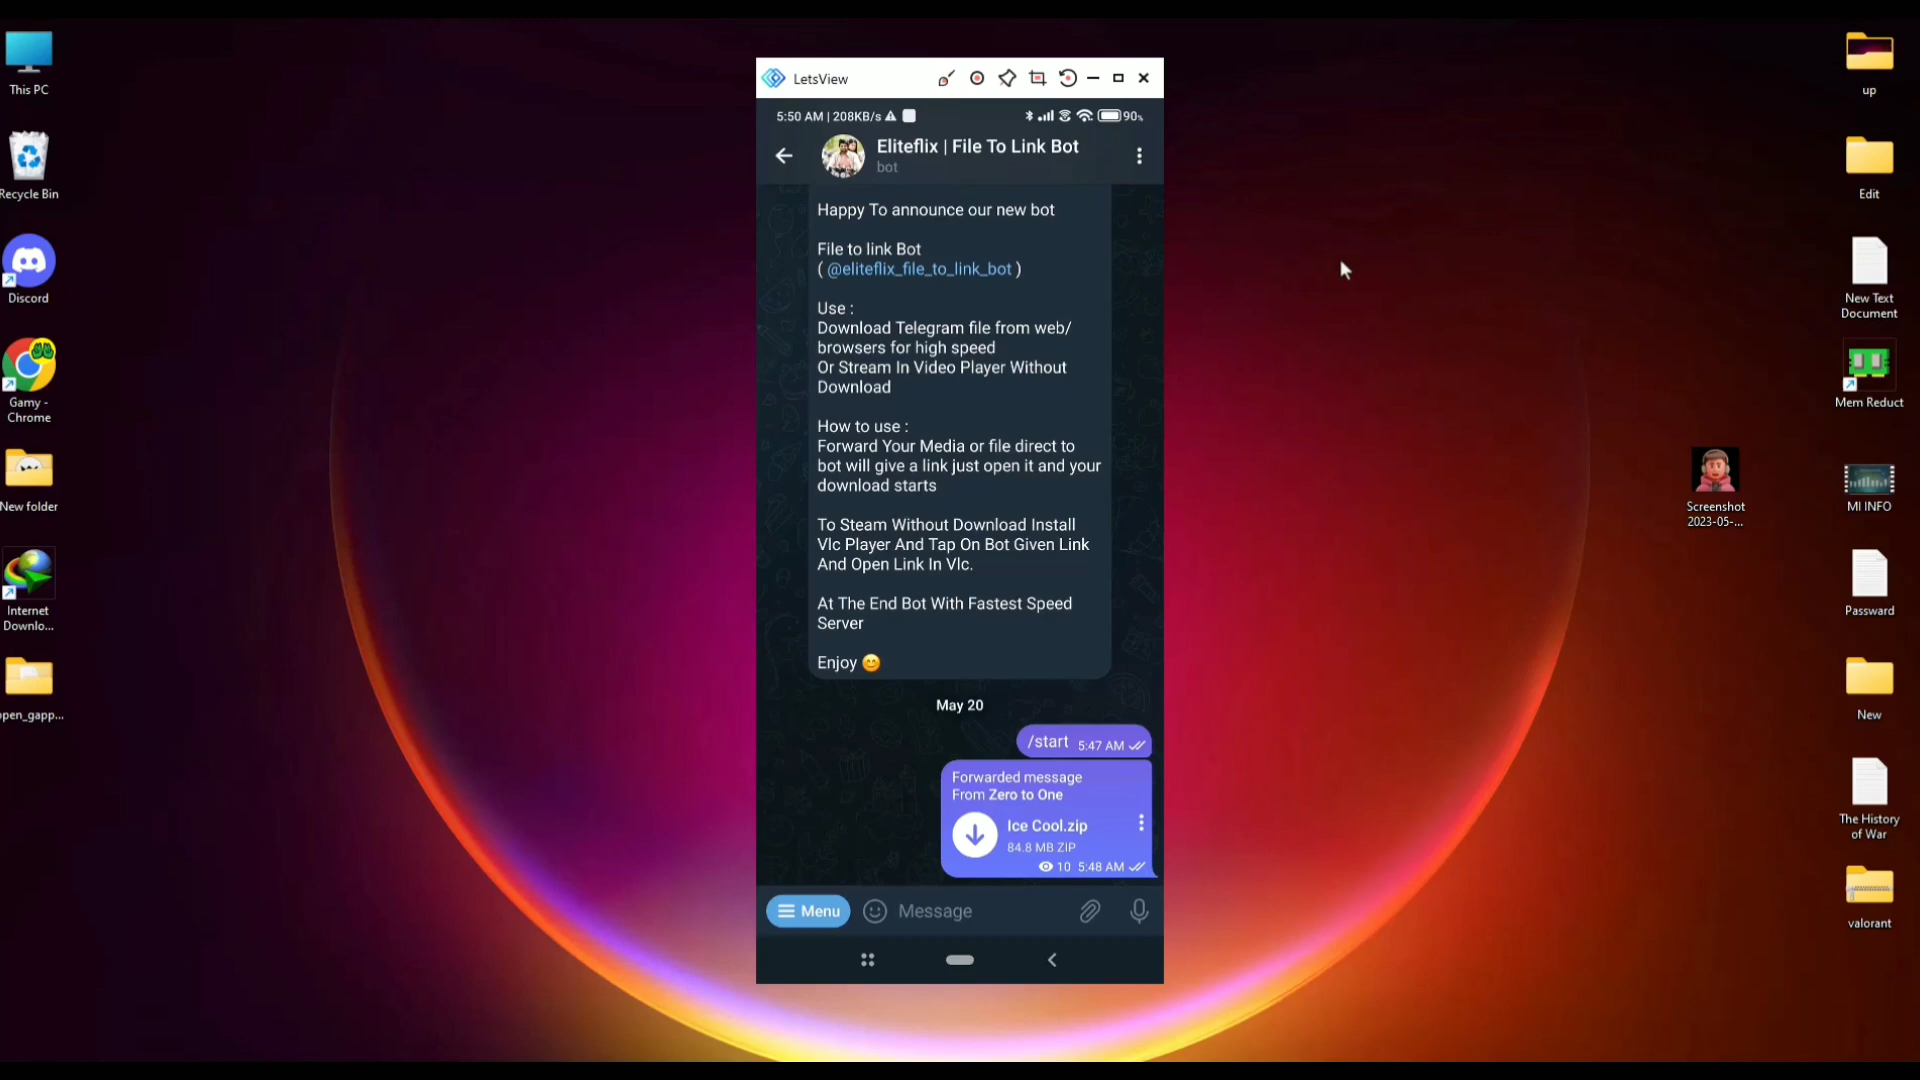 This PC
Recycle Bin
Discord
Gamy -
Chrome
New folder
Internet
Downlo...
open_gapp...
LetsView
5:50 AM | 208KB/s
90%
Eliteflix | File To Link Bot
bot
Happy To announce our new bot
File to link Bot
( @eliteflix_file_to_link_bot )
Use :
Download Telegram file from web/
browsers for high speed
Or Stream In Video Player Without
Download
How to use :
Forward Your Media or file direct to
bot will give a link just open it and your
download starts
To Steam Without Download Install
Vlc Player And Tap On Bot Given Link
And Open Link In Vlc.
At The End Bot With Fastest Speed
Server
Enjoy 😊
May 20
/start 5:47 AM
Forwarded message
From Zero to One
Ice Cool.zip
84.8 MB ZIP
10 5:48 AM
Menu
Message
Screenshot
2023-05-...
up
Edit
New Text
Document
Mem Reduct
MI INFO
Passward
New
The History
of War
valorant